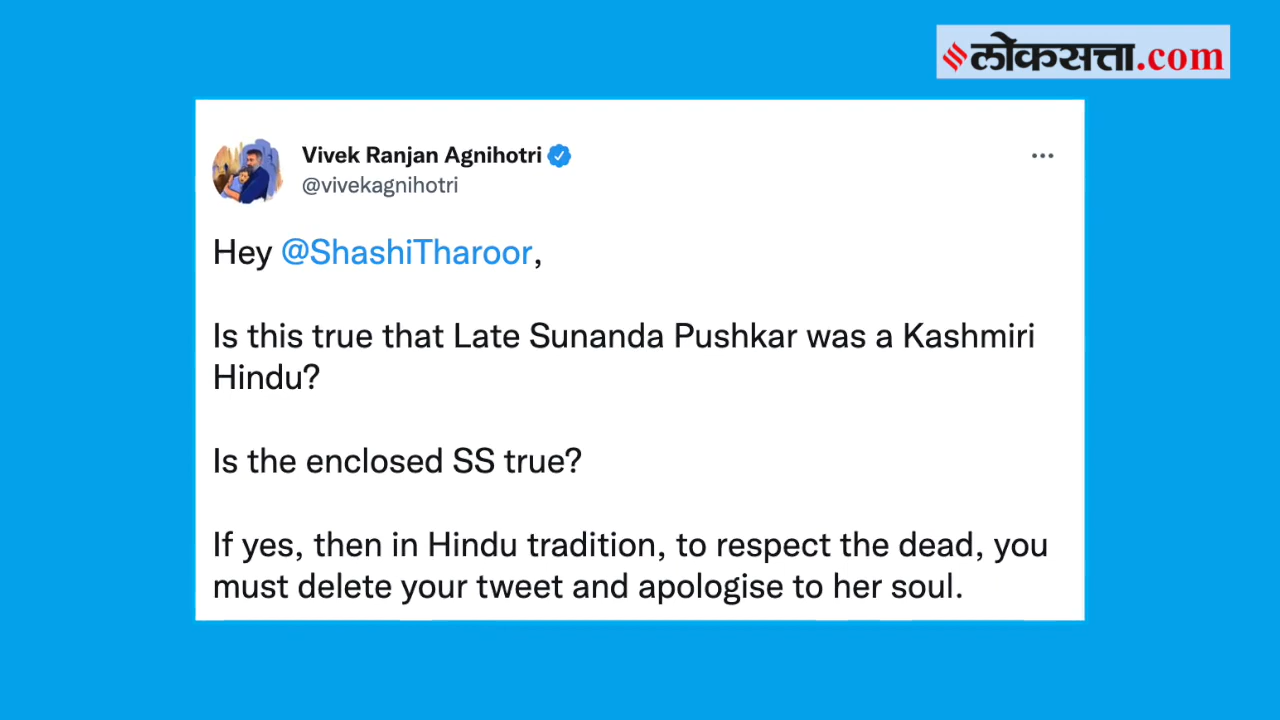 लोकसत्ता.com
Vivek Ranjan Agnihotri
@vivekagnihotri
Hey @ShashiTharoor,
Is this true that Late Sunanda Pushkar was a Kashmiri
Hindu?
Is the enclosed SS true?
If yes, then in Hindu tradition, to respect the dead, you
must delete your tweet and apologise to her soul.